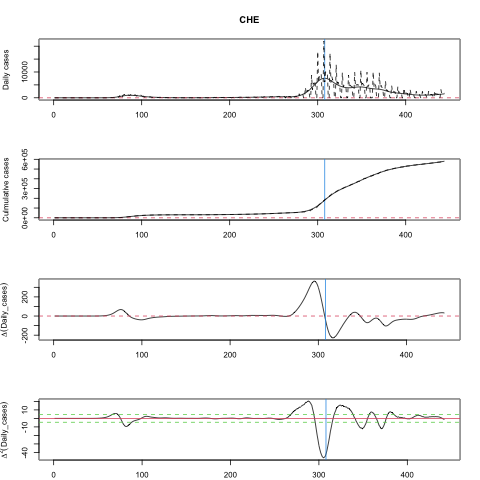 CHE
Daily cases
10000
0
0 100 200 300 400
Culmulative cases
6e+05
3e+05
0e+00
0 100 200 300 400
Δ(Daily_cases)
200
0
-200
0 100 200 300 400
Δ²(Daily_cases)
10
-10
-40
0 100 200 300 400